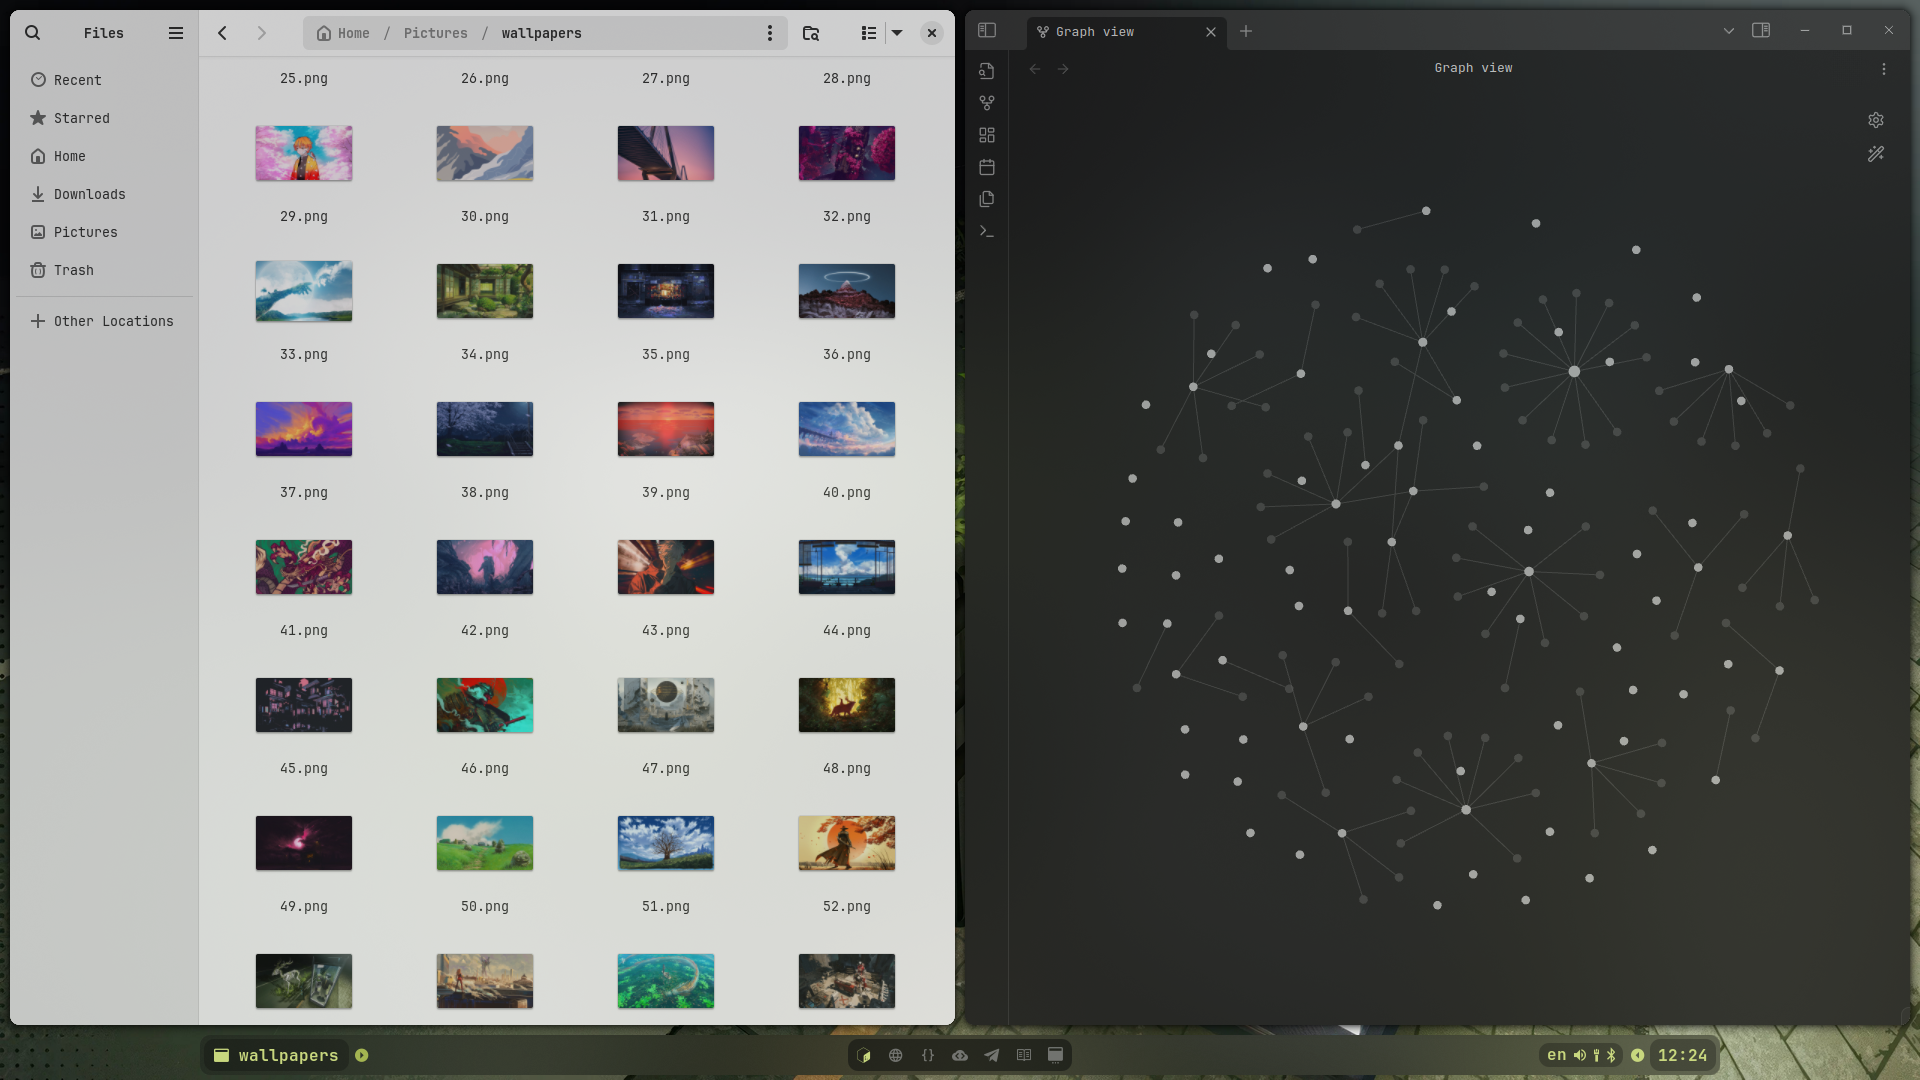 Files
Home / Pictures / wallpapers
Recent
Starred
Home
Downloads
Pictures
Trash
Other Locations
25.png 26.png 27.png 28.png
29.png 30.png 31.png 32.png
33.png 34.png 35.png 36.png
37.png 38.png 39.png 40.png
41.png 42.png 43.png 44.png
45.png 46.png 47.png 48.png
49.png 50.png 51.png 52.png
Graph view
Graph view
wallpapers
en
12:24